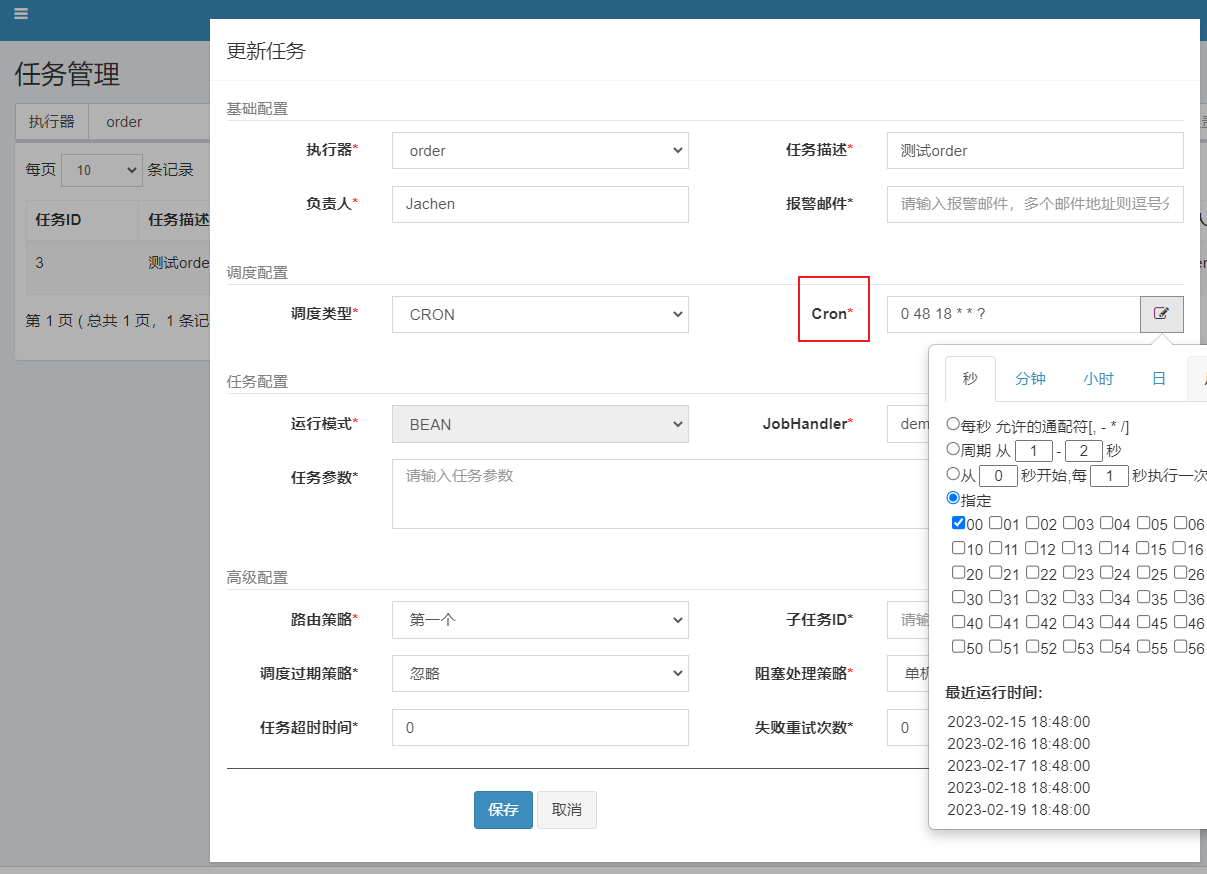 更新任务
任务管理
基础配置
执行器 order
执行器* order 任务描述* 测试order
每页 10 条记录
负责人* Jachen 报警邮件* 请输入报警邮件，多个邮件地址则逗号分
任务ID 任务描述
3 测试orde
调度配置
第 1 页 ( 总共 1 页，1 条记
调度类型* CRON Cron* 0 48 18 * * ?
任务配置
秒 分钟 小时 日
运行模式* BEAN JobHandler* dem
任务参数* 请输入任务参数
每秒 允许的通配符[, - * /]
周期 从 1 - 2 秒
从 0 秒开始,每 1 秒执行一次
指定
00 01 02 03 04 05 06
10 11 12 13 14 15 16
20 21 22 23 24 25 26
30 31 32 33 34 35 36
40 41 42 43 44 45 46
50 51 52 53 54 55 56
高级配置
路由策略* 第一个 子任务ID* 请输
调度过期策略* 忽略 阻塞处理策略* 单机
任务超时时间* 0 失败重试次数* 0
最近运行时间:
2023-02-15 18:48:00
2023-02-16 18:48:00
2023-02-17 18:48:00
2023-02-18 18:48:00
2023-02-19 18:48:00
保存 取消